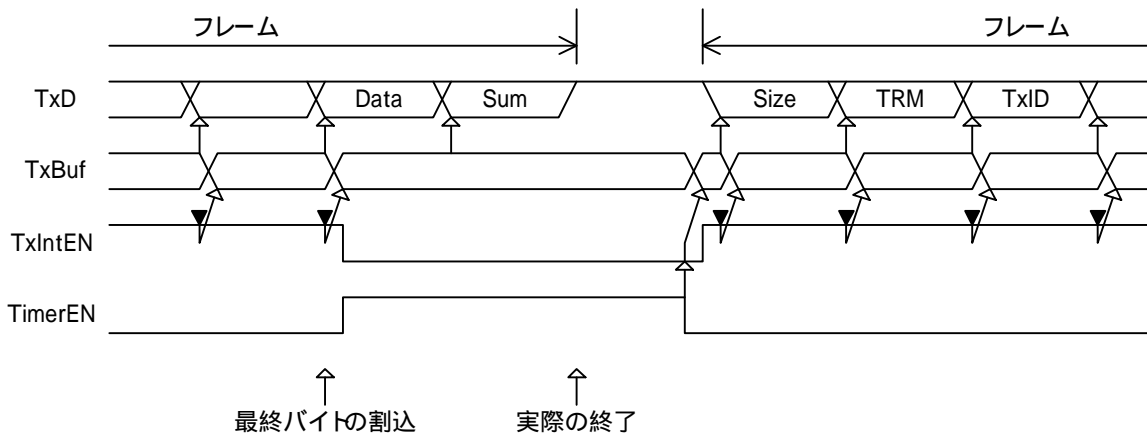 フレーム フレーム
TxD Data Sum Size TRM TxID
TxBuf
TxIntEN
TimerEN
最終バイトの割込 実際の終了